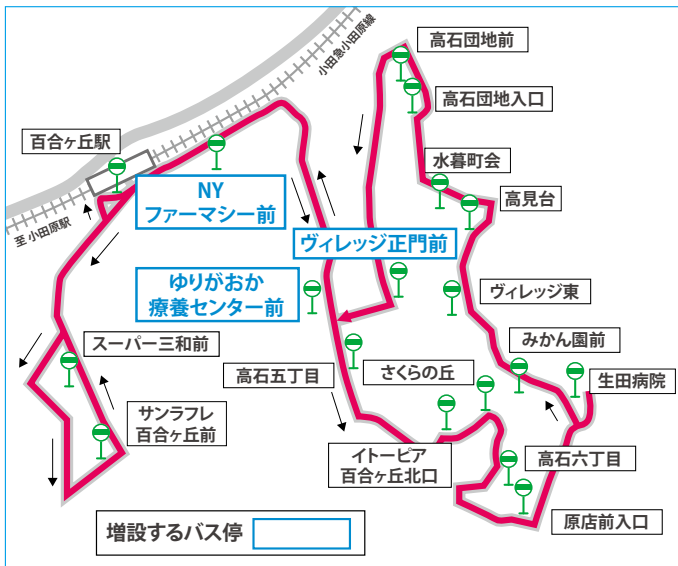 高石団地前
小田急小田原線
高石団地入口
百合ヶ丘駅
水暮町会
NY
ファーマシー前
高見台
至 小田原駅
ヴィレッジ正門前
ゆりがおか
療養センター前
ヴィレッジ東
スーパー三和前
みかん園前
高石五丁目
さくらの丘
生田病院
サンラフレ
百合ヶ丘前
イトーピア
百合ヶ丘北口
高石六丁目
原店前入口
増設するバス停